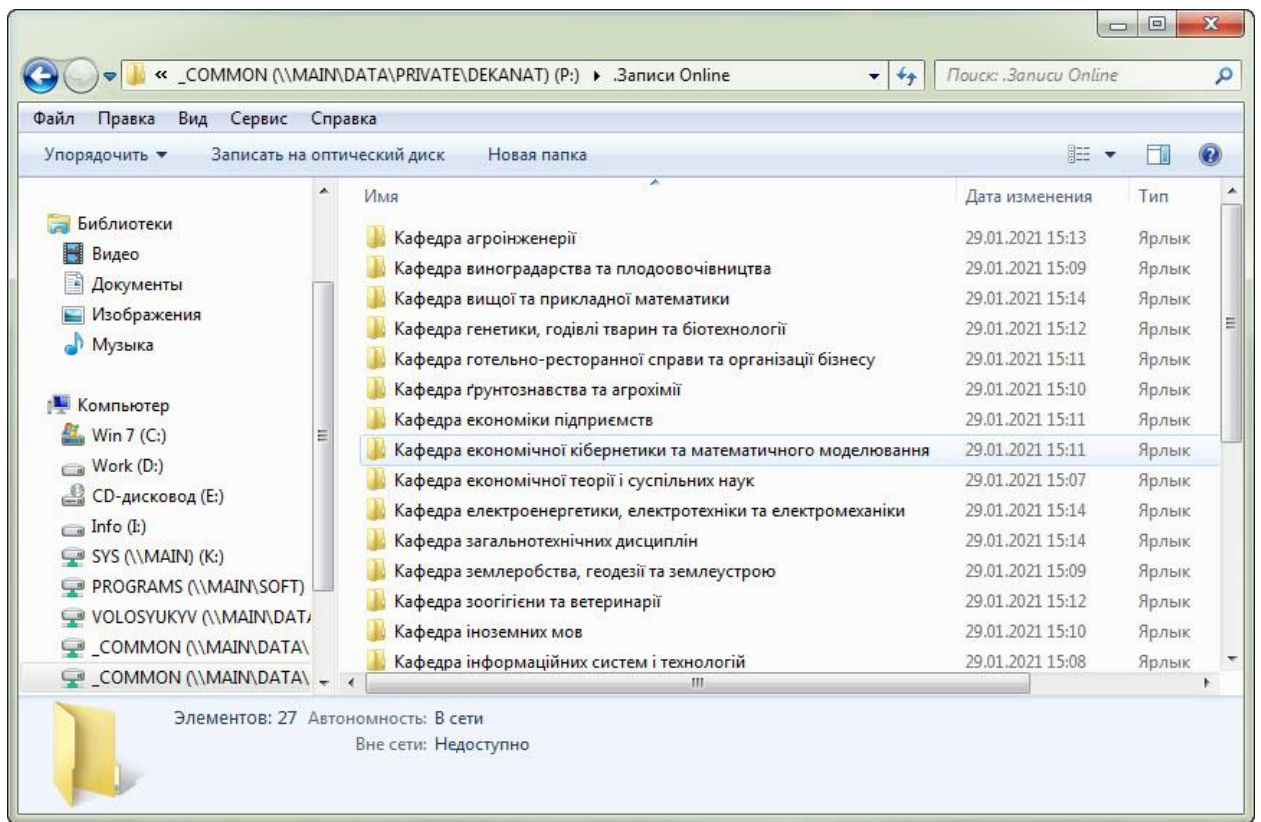 « _COMMON (\\MAIN\DATA\PRIVATE\DEKANAT) (P:) ▸ .Записи Online
Поиск: .Записи Online
Файл Правка Вид Сервис Справка
Упорядочить Записать на оптический диск Новая папка
Имя Дата изменения Тип
Библиотеки
Видео
Документы
Изображения
Музыка
Компьютер
Win 7 (C:)
Work (D:)
CD-дисковод (E:)
Info (I:)
SYS (\\MAIN) (K:)
PROGRAMS (\\MAIN\SOFT)
VOLOSYUKYV (\\MAIN\DATA
_COMMON (\\MAIN\DATA\
_COMMON (\\MAIN\DATA\
Кафедра агроінженерії 29.01.2021 15:13 Ярлык
Кафедра виноградарства та плодоовочівництва 29.01.2021 15:09 Ярлык
Кафедра вищої та прикладної математики 29.01.2021 15:14 Ярлык
Кафедра генетики, годівлі тварин та біотехнології 29.01.2021 15:12 Ярлык
Кафедра готельно-ресторанної справи та організації бізнесу 29.01.2021 15:11 Ярлык
Кафедра ґрунтознавства та агрохімії 29.01.2021 15:10 Ярлык
Кафедра економіки підприємств 29.01.2021 15:11 Ярлык
Кафедра економічної кібернетики та математичного моделювання 29.01.2021 15:11 Ярлык
Кафедра економічної теорії і суспільних наук 29.01.2021 15:07 Ярлык
Кафедра електроенергетики, електротехніки та електромеханіки 29.01.2021 15:14 Ярлык
Кафедра загальнотехнічних дисциплін 29.01.2021 15:14 Ярлык
Кафедра землеробства, геодезії та землеустрою 29.01.2021 15:09 Ярлык
Кафедра зоогігієни та ветеринарії 29.01.2021 15:12 Ярлык
Кафедра іноземних мов 29.01.2021 15:10 Ярлык
Кафедра інформаційних систем і технологій 29.01.2021 15:08 Ярлык
Элементов: 27 Автономность: В сети
Вне сети: Недоступно